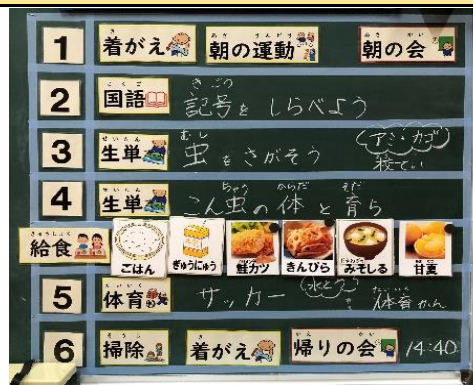 1 着がえ 朝の運動 朝の会
2 国語 記号をしらべよう
3 生単 虫をさがそう (アミ・カゴ) 校てい
4 生単 こん虫の体と育ち
給食 ごはん ぎゅうにゅう 鮭カツ きんぴら みそしる 甘夏
5 体育 サッカー 水とう 体育かん
6 掃除 着がえ 帰りの会 14:40